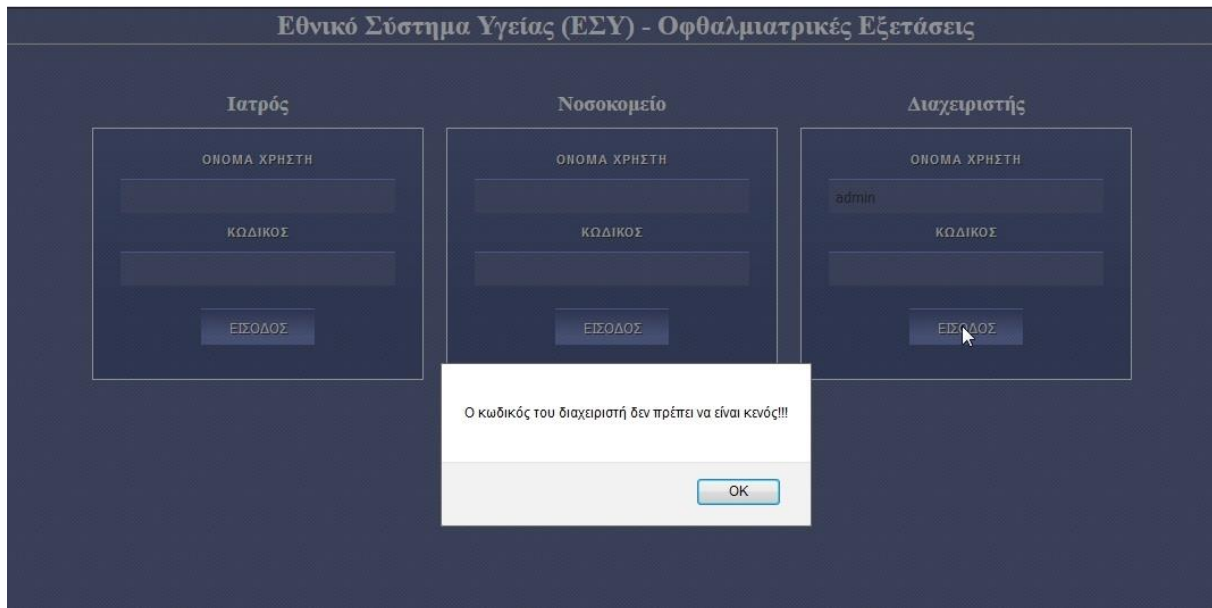 Εθνικό Σύστημα Υγείας (ΕΣΥ) - Οφθαλμιατρικές Εξετάσεις
Ιατρός
ΟΝΟΜΑ ΧΡΗΣΤΗ
ΚΩΔΙΚΟΣ
ΕΙΣΟΔΟΣ
Νοσοκομείο
ΟΝΟΜΑ ΧΡΗΣΤΗ
ΚΩΔΙΚΟΣ
ΕΙΣΟΔΟΣ
Διαχειριστής
ΟΝΟΜΑ ΧΡΗΣΤΗ
admin
ΚΩΔΙΚΟΣ
ΕΙΣΟΔΟΣ
Ο κωδικός του διαχειριστή δεν πρέπει να είναι κενός!!!
OK